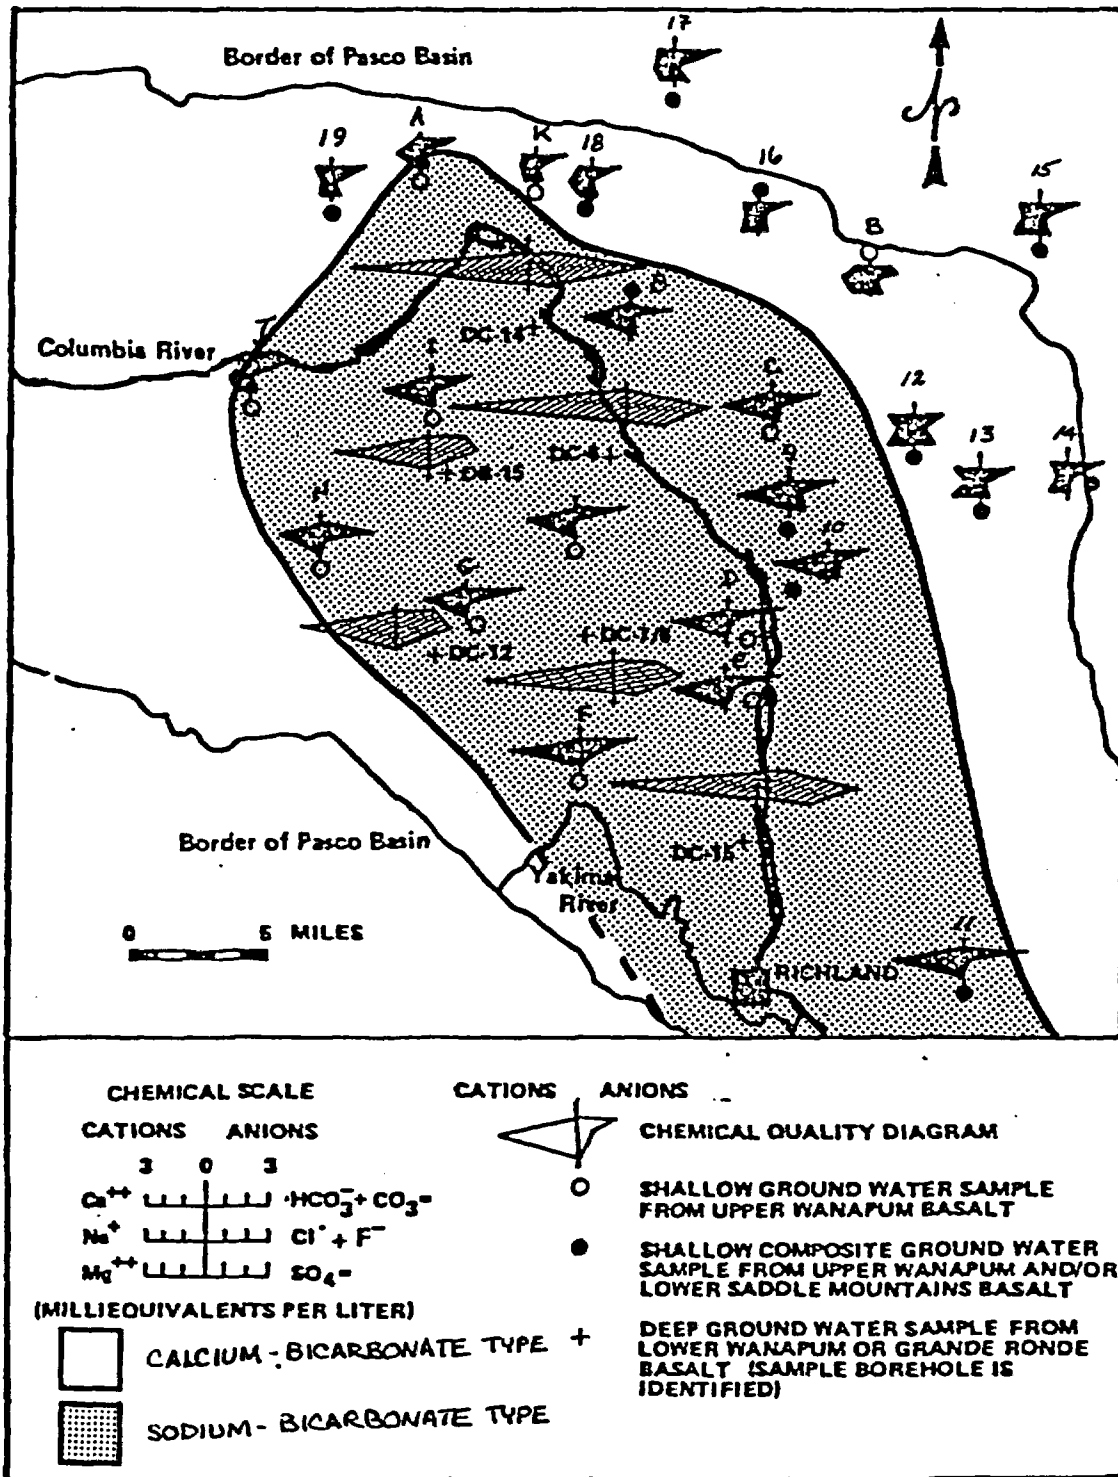 17
Border of Pasco Basin
19
A
K
18
16
15
B
B
DC-14
Columbia River
J
I
C
12
13
14
9
DC-15
H
10
G
D
DC-7/8
DC-12
E
F
Border of Pasco Basin
Yakima
River
0 5 MILES
11
RICHLAND
CHEMICAL SCALE
CATIONS ANIONS
3 0 3
Ca++ HCO3- + CO3=
Na+ Cl- + F-
Mg++ SO4=
(MILLIEQUIVALENTS PER LITER)
CALCIUM - BICARBONATE TYPE
SODIUM - BICARBONATE TYPE
CATIONS ANIONS
CHEMICAL QUALITY DIAGRAM
SHALLOW GROUND WATER SAMPLE
FROM UPPER WANAPUM BASALT
SHALLOW COMPOSITE GROUND WATER
SAMPLE FROM UPPER WANAPUM AND/OR
LOWER SADDLE MOUNTAINS BASALT
DEEP GROUND WATER SAMPLE FROM
LOWER WANAPUM OR GRANDE RONDE
BASALT (SAMPLE BOREHOLE IS
IDENTIFIED)